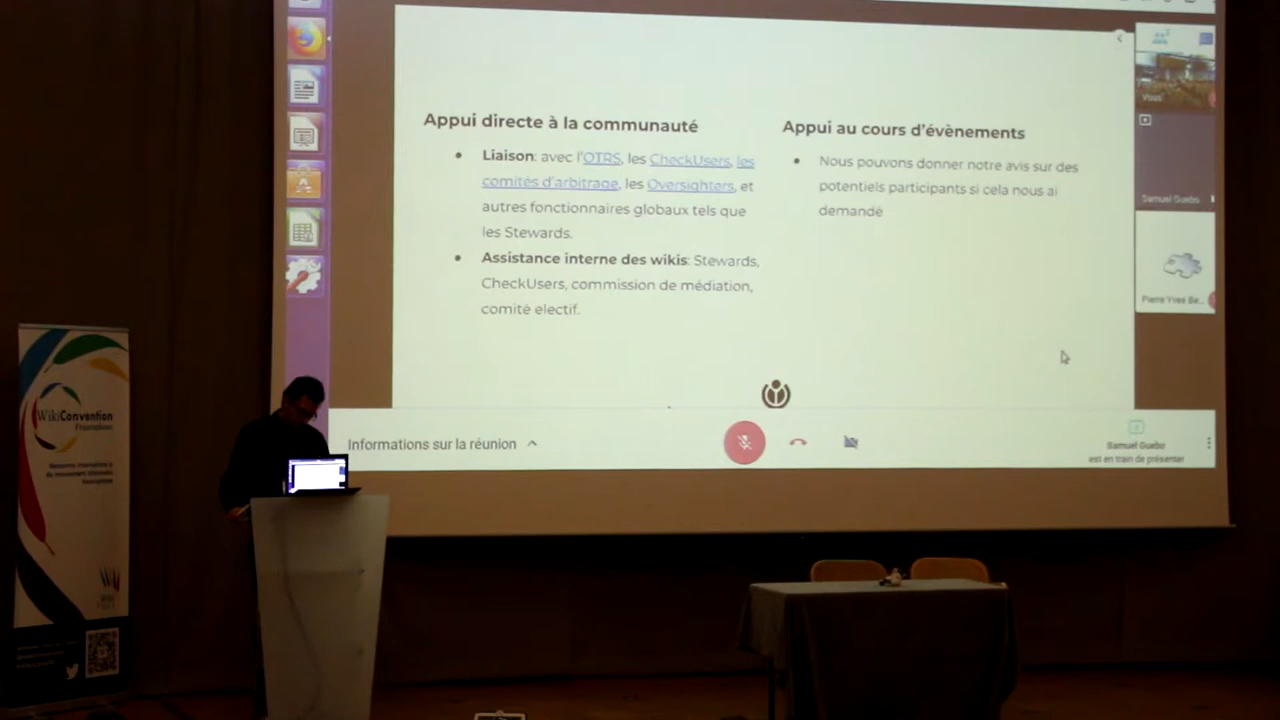 Appui directe à la communauté
Liaison: avec l'OTRS, les CheckUsers, les
comités d'arbitrage, les Oversighters, et
autres fonctionnaires globaux tels que
les Stewards.
Assistance interne des wikis: Stewards,
CheckUsers, commission de médiation,
comité electif.
Appui au cours d'évènements
Nous pouvons donner notre avis sur des
potentiels participants si cela nous ai
demandé
Vous
Samuel Guebo
Pierre Yves Be...
Informations sur la réunion
Samuel Guebo
est en train de présenter
WikiConvention
Francophone